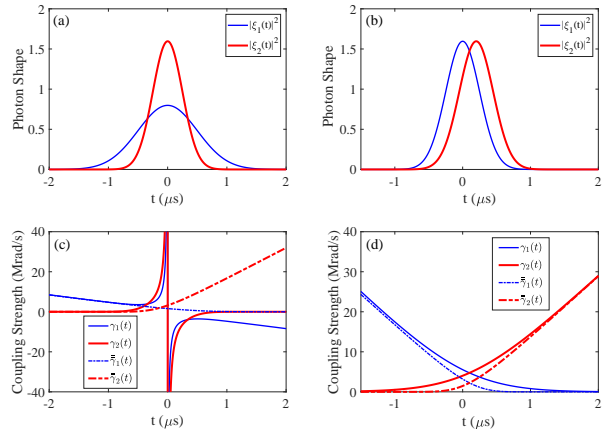 (a)
|ξ₁(t)|²
|ξ₂(t)|²
Photon Shape
2
1.5
1
0.5
0
-2
-1
0
1
2
t (μs)
(b)
|ξ₁(t)|²
|ξ₂(t)|²
Photon Shape
2
1.5
1
0.5
0
-1
0
1
2
t (μs)
(c)
γ₁(t)
γ₂(t)
γ̿₁(t)
γ̄₂(t)
Coupling Strength (Mrad/s)
40
20
0
-20
-40
-2
-1
0
1
2
t (μs)
(d)
γ₁(t)
γ₂(t)
γ̿₁(t)
γ̄₂(t)
Coupling Strength (Mrad/s)
40
30
20
10
0
-1
0
1
2
t (μs)